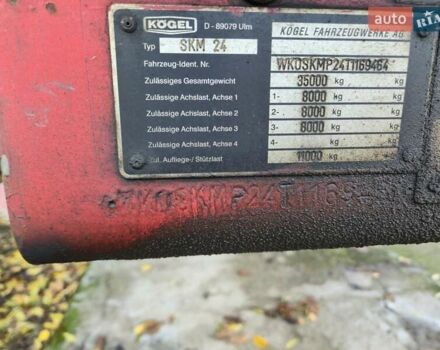 auto RIA
KÖGEL D - 89079 Ulm KÖGEL FAHRZEUGWERKE AG
Typ SKM 24
Fahrzeug-Ident. Nr. WK0SKMP24T1169464
Zulässiges Gesamtgewicht 35000 kg
Zulässige Achslast, Achse 1 1- 8000 kg
Zulässige Achslast, Achse 2 2- 8000 kg
Zulässige Achslast, Achse 3 3- 8000 kg
Zulässige Achslast, Achse 4 4- kg
Zul. Aufliege-/ Stützlast 11000 kg